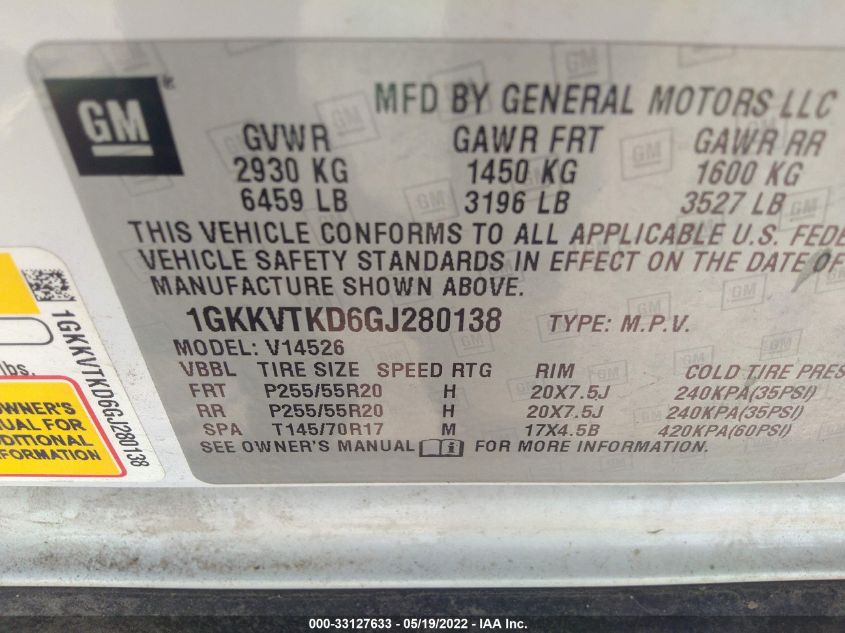 GM
MFD BY GENERAL MOTORS LLC
GVWR GAWR FRT GAWR RR
2930 KG 1450 KG 1600 KG
6459 LB 3196 LB 3527 LB
THIS VEHICLE CONFORMS TO ALL APPLICABLE U.S. FEDE
VEHICLE SAFETY STANDARDS IN EFFECT ON THE DATE OF
MANUFACTURE SHOWN ABOVE.
1GKKVTKD6GJ280138 TYPE: M.P.V.
MODEL: V14526
VBBL TIRE SIZE SPEED RTG RIM COLD TIRE PRES
FRT P255/55R20 H 20X7.5J 240KPA(35PSI)
RR P255/55R20 H 20X7.5J 240KPA(35PSI)
SPA T145/70R17 M 17X4.5B 420KPA(60PSI)
SEE OWNER'S MANUAL FOR MORE INFORMATION.
lbs.
OWNER'S
UAL FOR
DITIONAL
FORMATION
1GKKVTKD6GJ280138
000-33127633 - 05/19/2022 - IAA Inc.